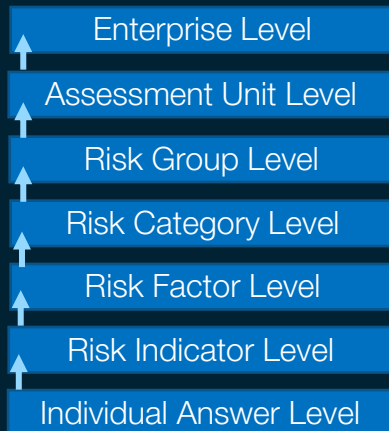 Enterprise Level
Assessment Unit Level
Risk Group Level
Risk Category Level
Risk Factor Level
Risk Indicator Level
Individual Answer Level